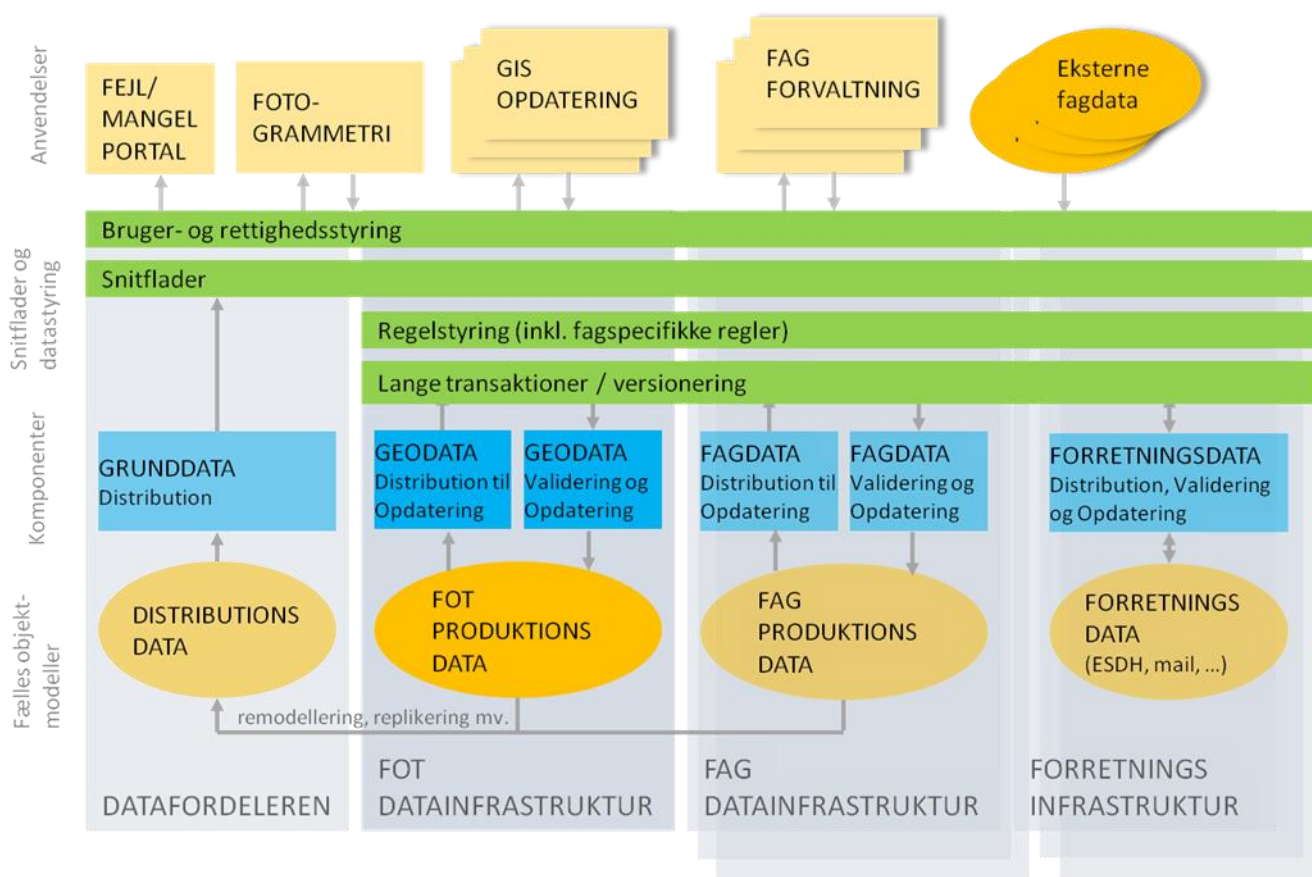 Anvendelser
FEJL/
MANGEL
PORTAL
FOTO-
GRAMMETRI
GIS
OPDATERING
FAG
FORVALTNING
Eksterne
fagdata
Snitflader og
datastyring
Bruger- og rettighedsstyring
Snitflader
Regelstyring (inkl. fagspecifikke regler)
Lange transaktioner / versionering
Komponenter
GRUNDDATA
Distribution
GEODATA
Distribution til
Opdatering
GEODATA
Validering og
Opdatering
FAGDATA
Distribution til
Opdatering
FAGDATA
Validering og
Opdatering
FORRETNINGSDATA
Distribution, Validering
og Opdatering
Fælles objekt-
modeller
DISTRIBUTIONS
DATA
FOT
PRODUKTIONS
DATA
FAG
PRODUKTIONS
DATA
FORRETNINGS
DATA
(ESDH, mail, ...)
remodellering, replikering mv.
DATAFORDELEREN
FOT
DATAINFRASTRUKTUR
FAG
DATAINFRASTRUKTUR
FORRETNINGS
INFRASTRUKTUR